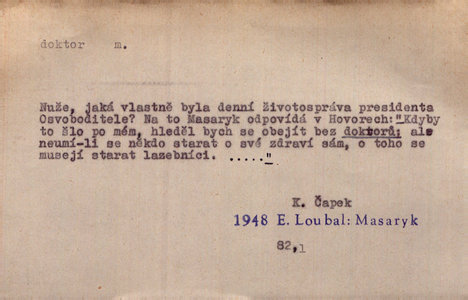 doktor m.
Nuže, jaká vlastně byla denní životospráva presidenta
Osvoboditele? Na to Masaryk odpovídá v Hovorech:"Kdyby
to šlo po mém, hleděl bych se obejít bez doktorů; ale
neumí-li se někdo starat o své zdraví sám, o toho se
musejí starat lazebníci. ....."
K. Čapek
1948 E. Loubal: Masaryk
82,1